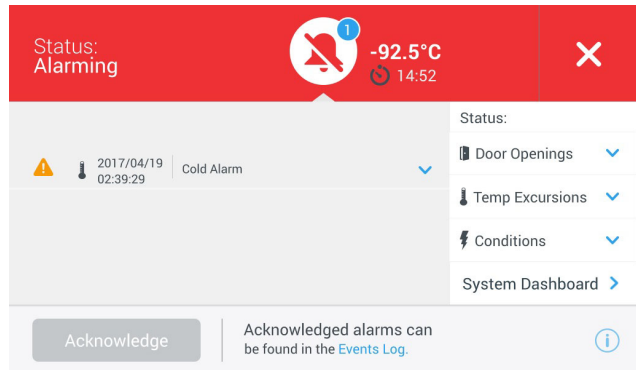 Status:
Alarming
1
-92.5°C
14:52
Status:
2017/04/19
02:39:29
Cold Alarm
Door Openings
Temp Excursions
Conditions
System Dashboard
Acknowledge
Acknowledged alarms can
be found in the Events Log.
i